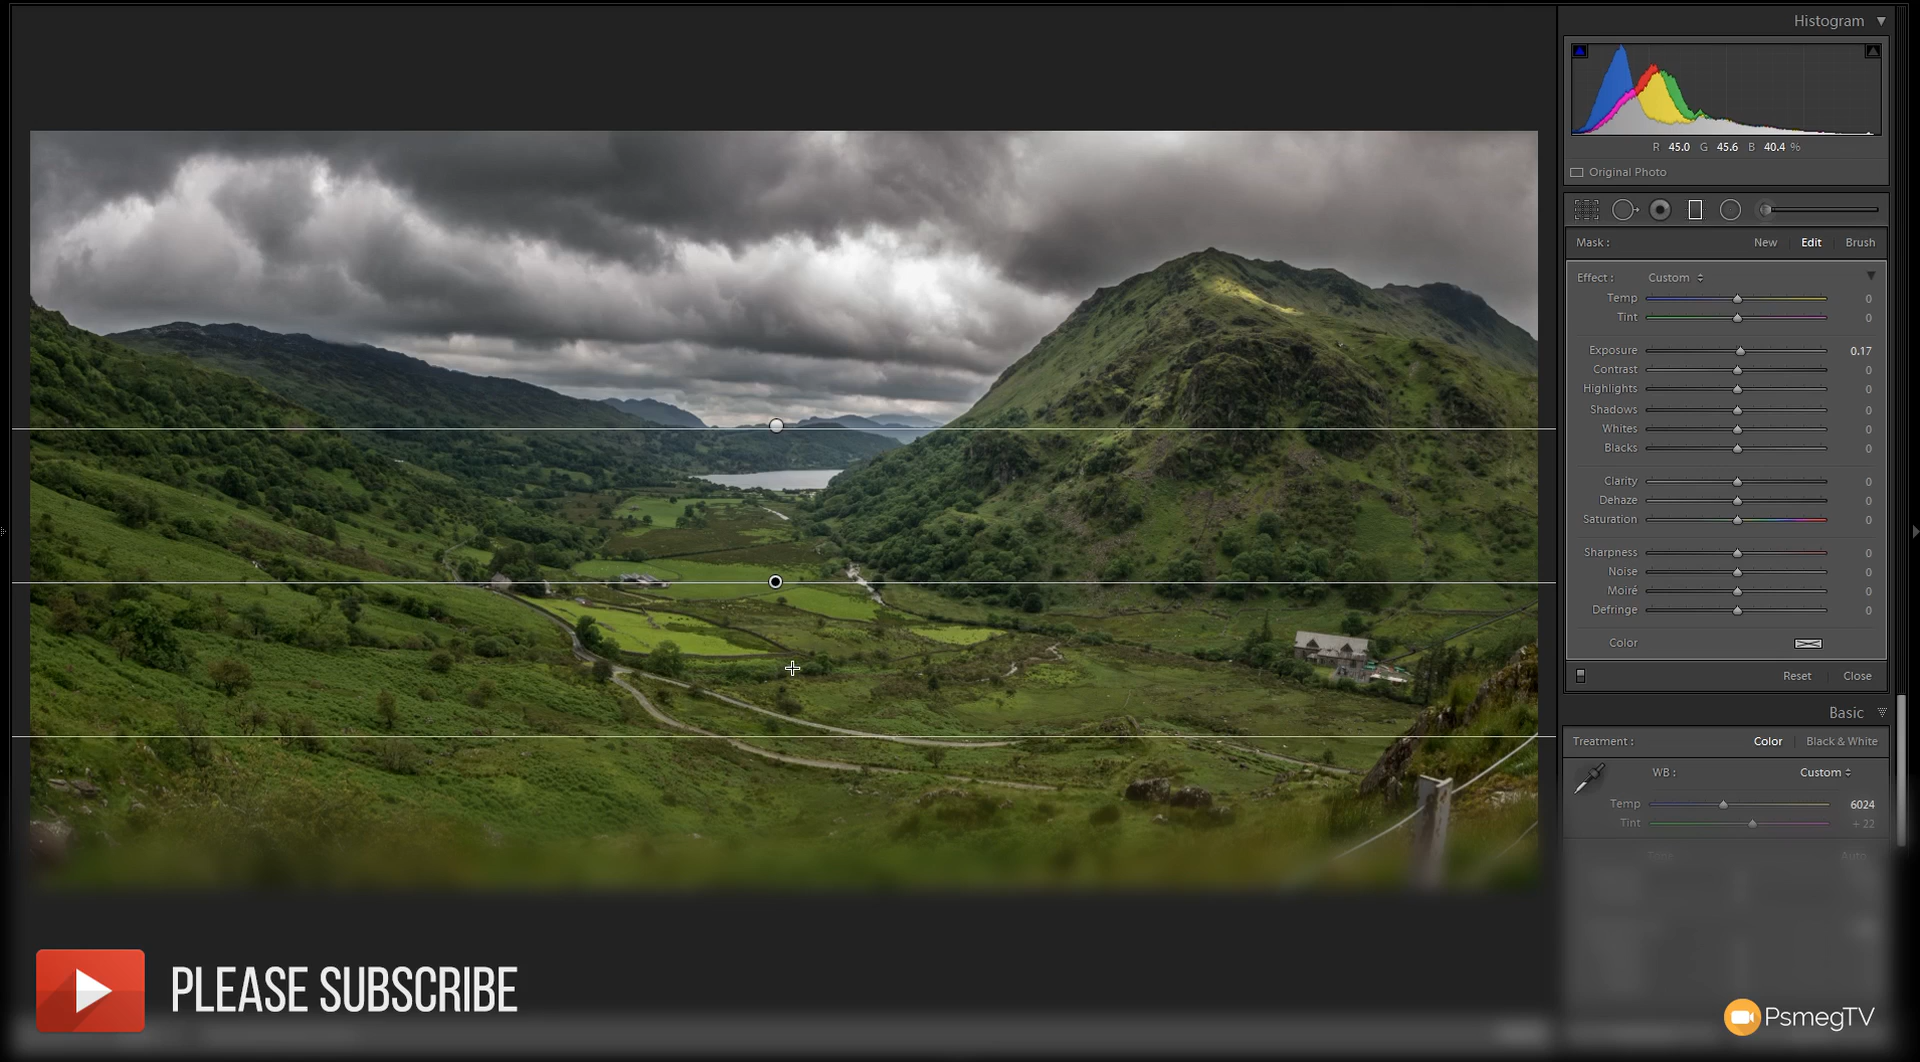 Histogram
R 45.0 G 45.6 B 40.4 %
Original Photo
Mask : New Edit Brush
Effect : Custom
Temp 0
Tint 0
Exposure 0.17
Contrast 0
Highlights 0
Shadows 0
Whites 0
Blacks 0
Clarity 0
Dehaze 0
Saturation 0
Sharpness 0
Noise 0
Moiré 0
Defringe 0
Color
Reset Close
Basic
Treatment : Color Black & White
WB : Custom
Temp 6024
Tint + 22
Tone Auto
PLEASE SUBSCRIBE
PsmegTV